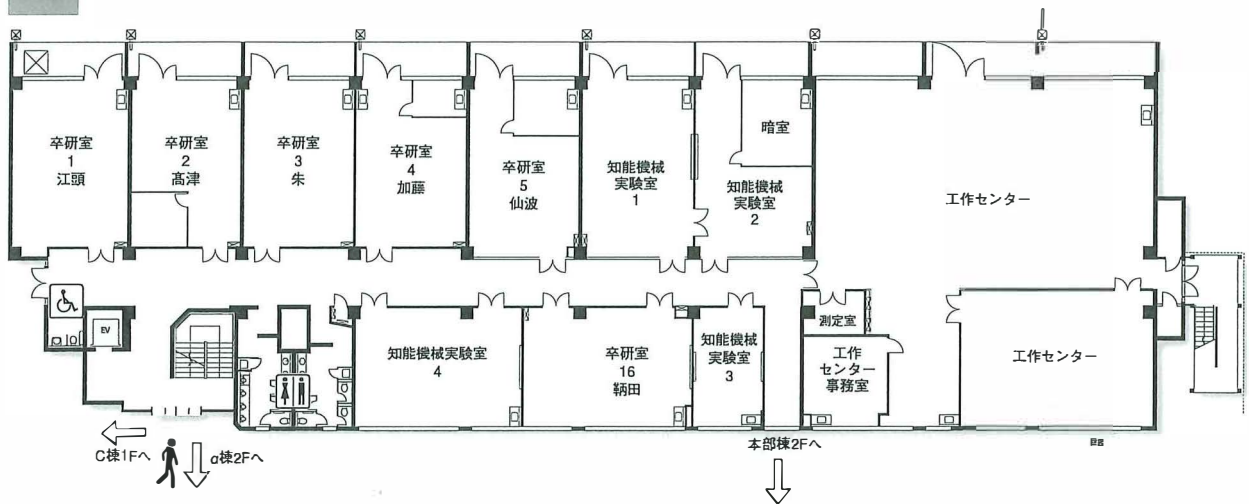 卒研室
1
江頭
卒研室
2
髙津
卒研室
3
朱
卒研室
4
加藤
卒研室
5
仙波
知能機械
実験室
1
暗室
知能機械
実験室
2
工作センター
EV
知能機械実験室
4
卒研室
16
鞆田
知能機械
実験室
3
測定室
工作
センター
事務室
工作センター
C棟1Fへ
α棟2Fへ
本部棟2Fへ